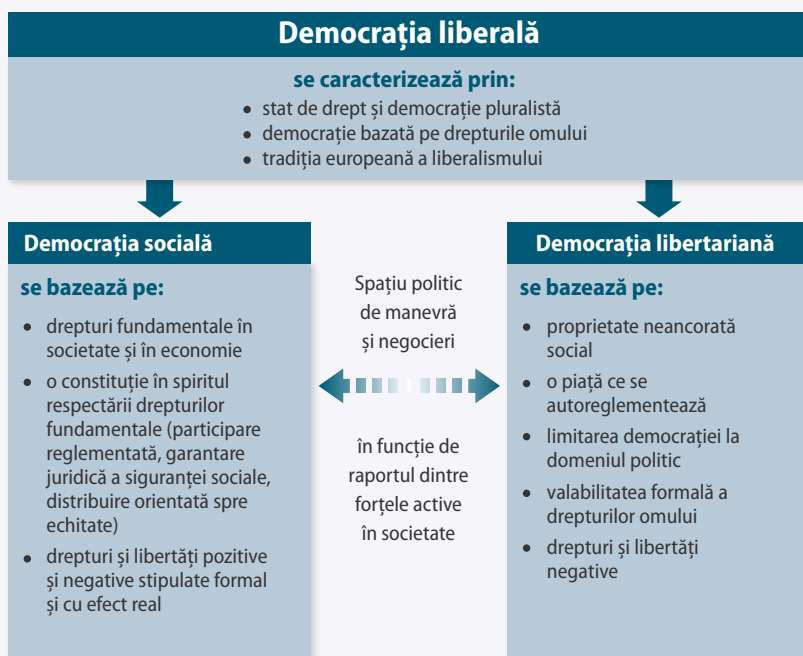 Democrația liberală
se caracterizează prin:
• stat de drept și democrație pluralistă
• democrație bazată pe drepturile omului
• tradiția europeană a liberalismului
Democrația socială
se bazează pe:
• drepturi fundamentale în
societate și în economie
• o constituție în spiritul
respectării drepturilor
fundamentale (participare
reglementată, garantare
juridică a siguranței sociale,
distribuire orientată spre
echitate)
• drepturi și libertăți pozitive
și negative stipulate formal
și cu efect real
Spațiu politic
de manevră
și negocieri
în funcție de
raportul dintre
forțele active
în societate
Democrația libertariană
se bazează pe:
• proprietate neancorată
social
• o piață ce se
autoreglementează
• limitarea democrației la
domeniul politic
• valabilitatea formală a
drepturilor omului
• drepturi și libertăți
negative